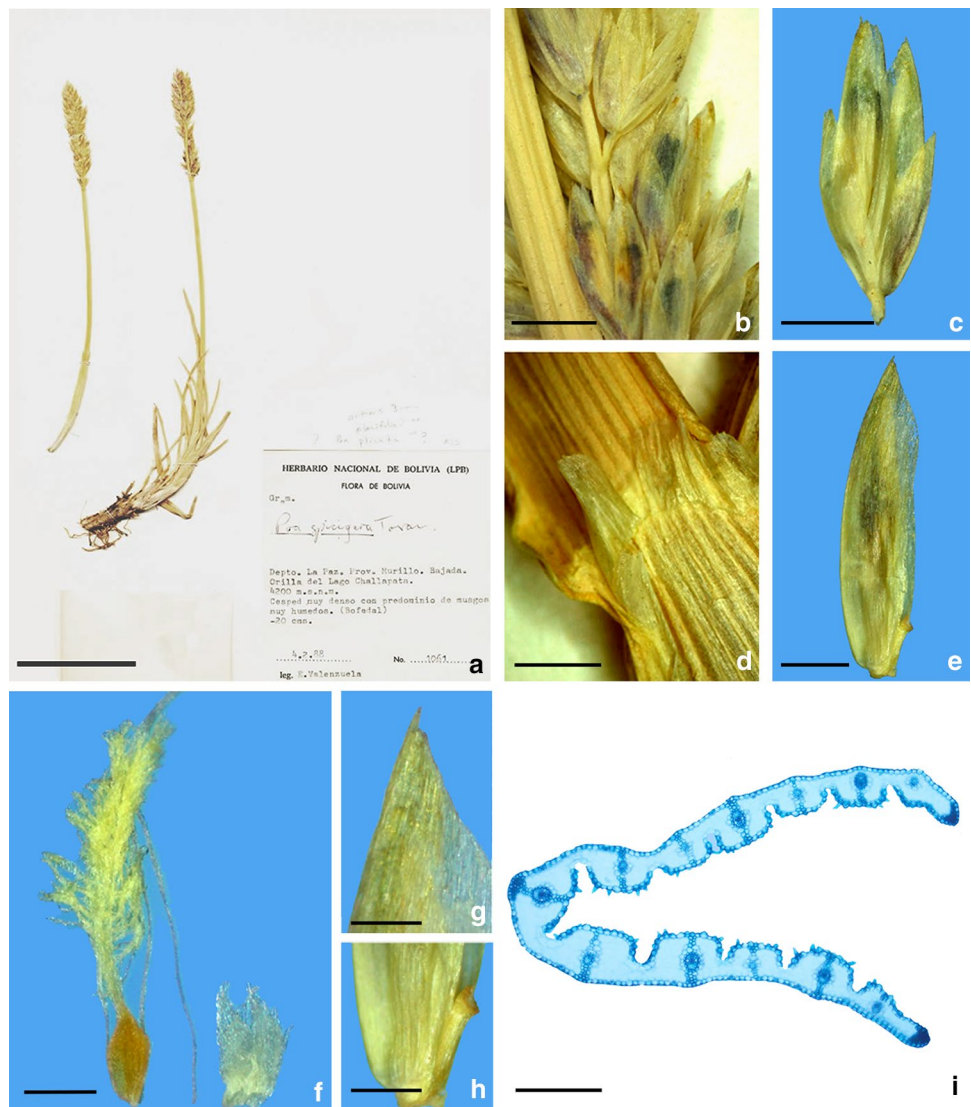 HERBARIO NACIONAL DE BOLIVIA (LPB)
FLORA DE BOLIVIA
Gr_m.
Poa spicigera Tovar.
Depto. La Paz. Prov. Murillo. Bajada.
Orilla del Lago Challapata.
4200 m.s.n.m.
Cesped muy denso con predominio de musgos
muy humedos. (Bofedal)
-20 cms.
4.2.88 No. 1061
leg. E.Valenzuela
a
b
c
d
e
f
g
h
i